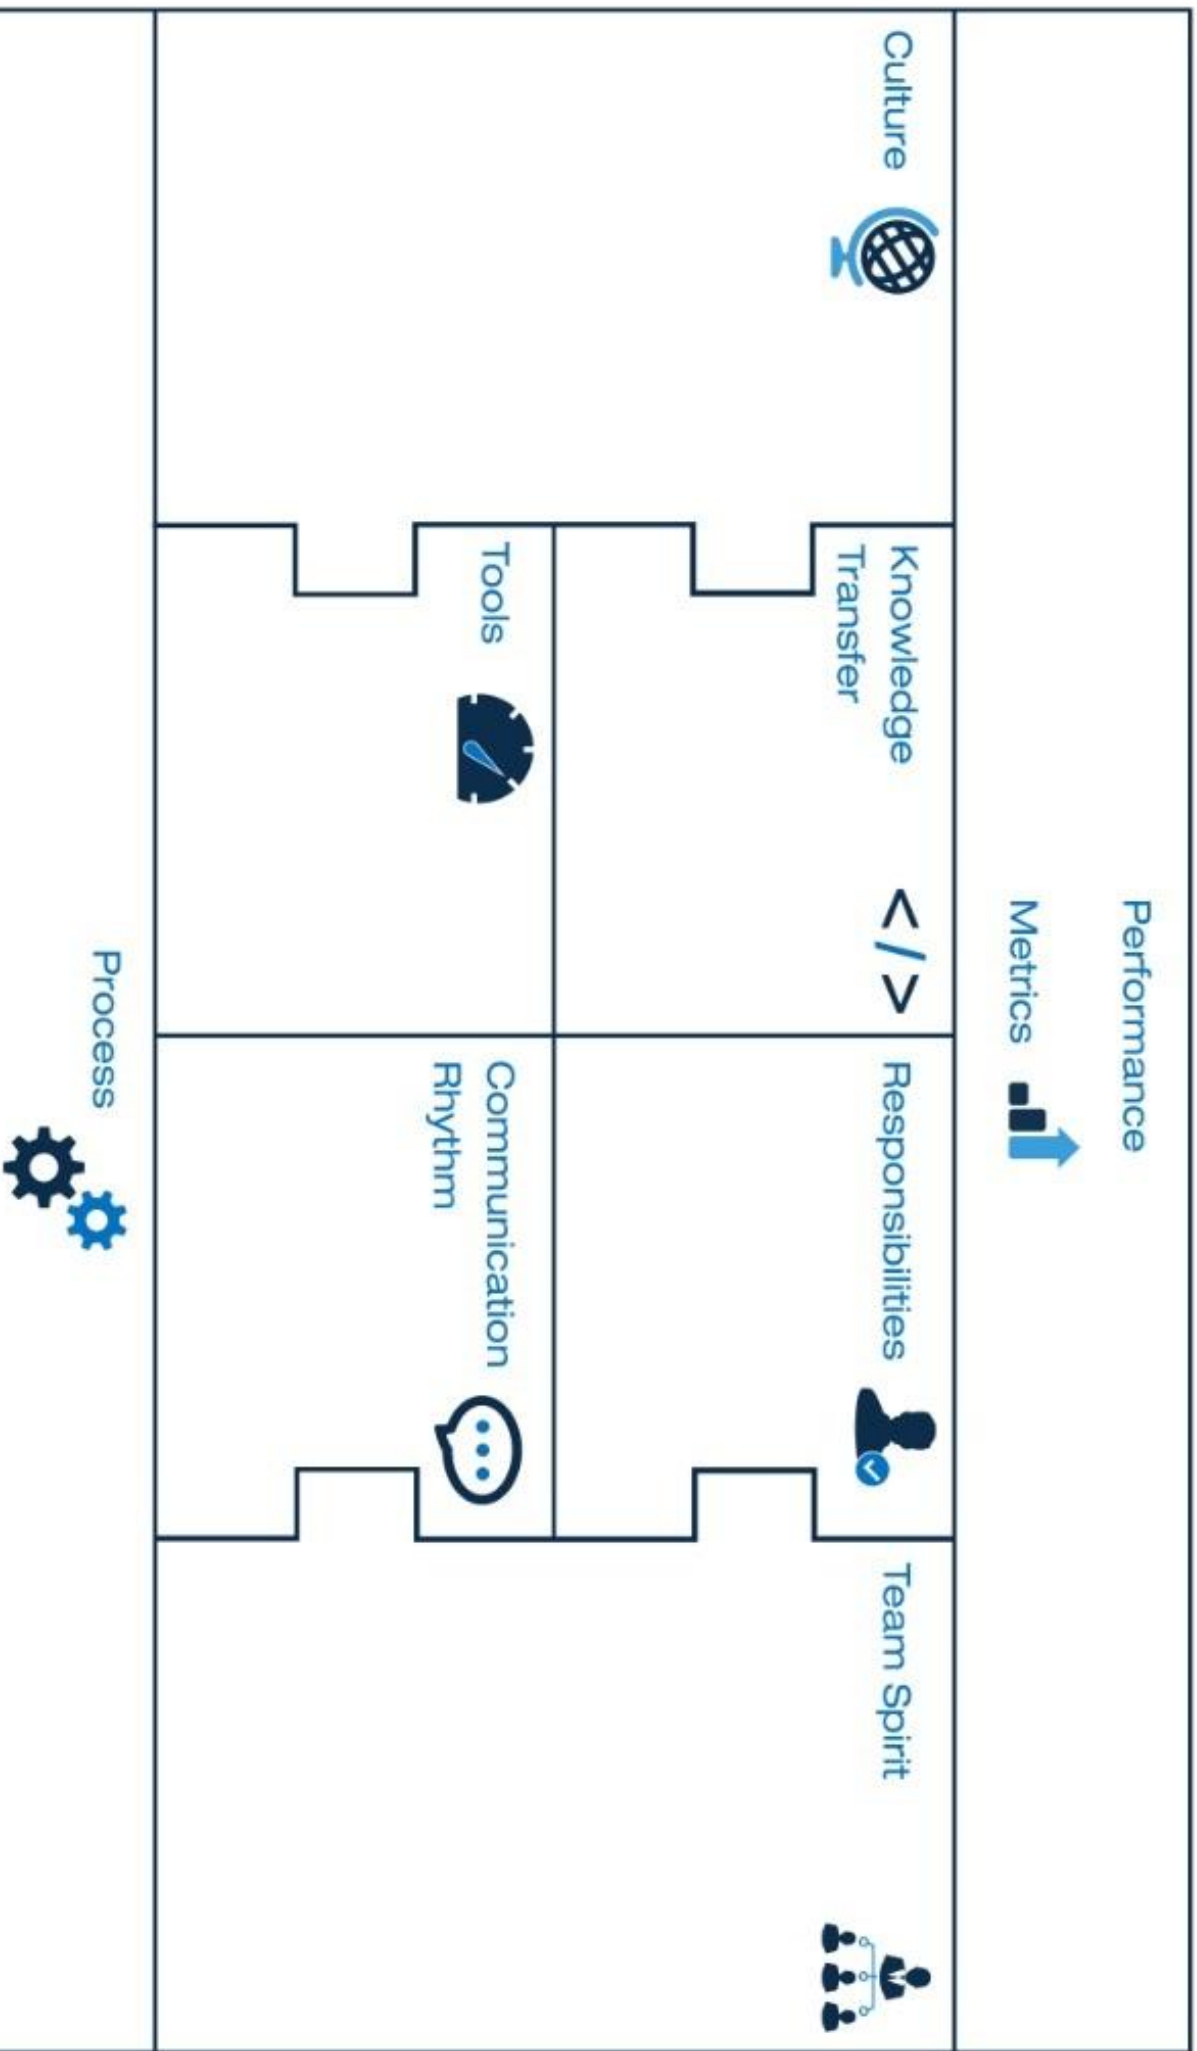 Performance
Metrics
Culture
Knowledge
Transfer
</>
Responsibilities
Team Spirit
Tools
Communication
Rhythm
Process